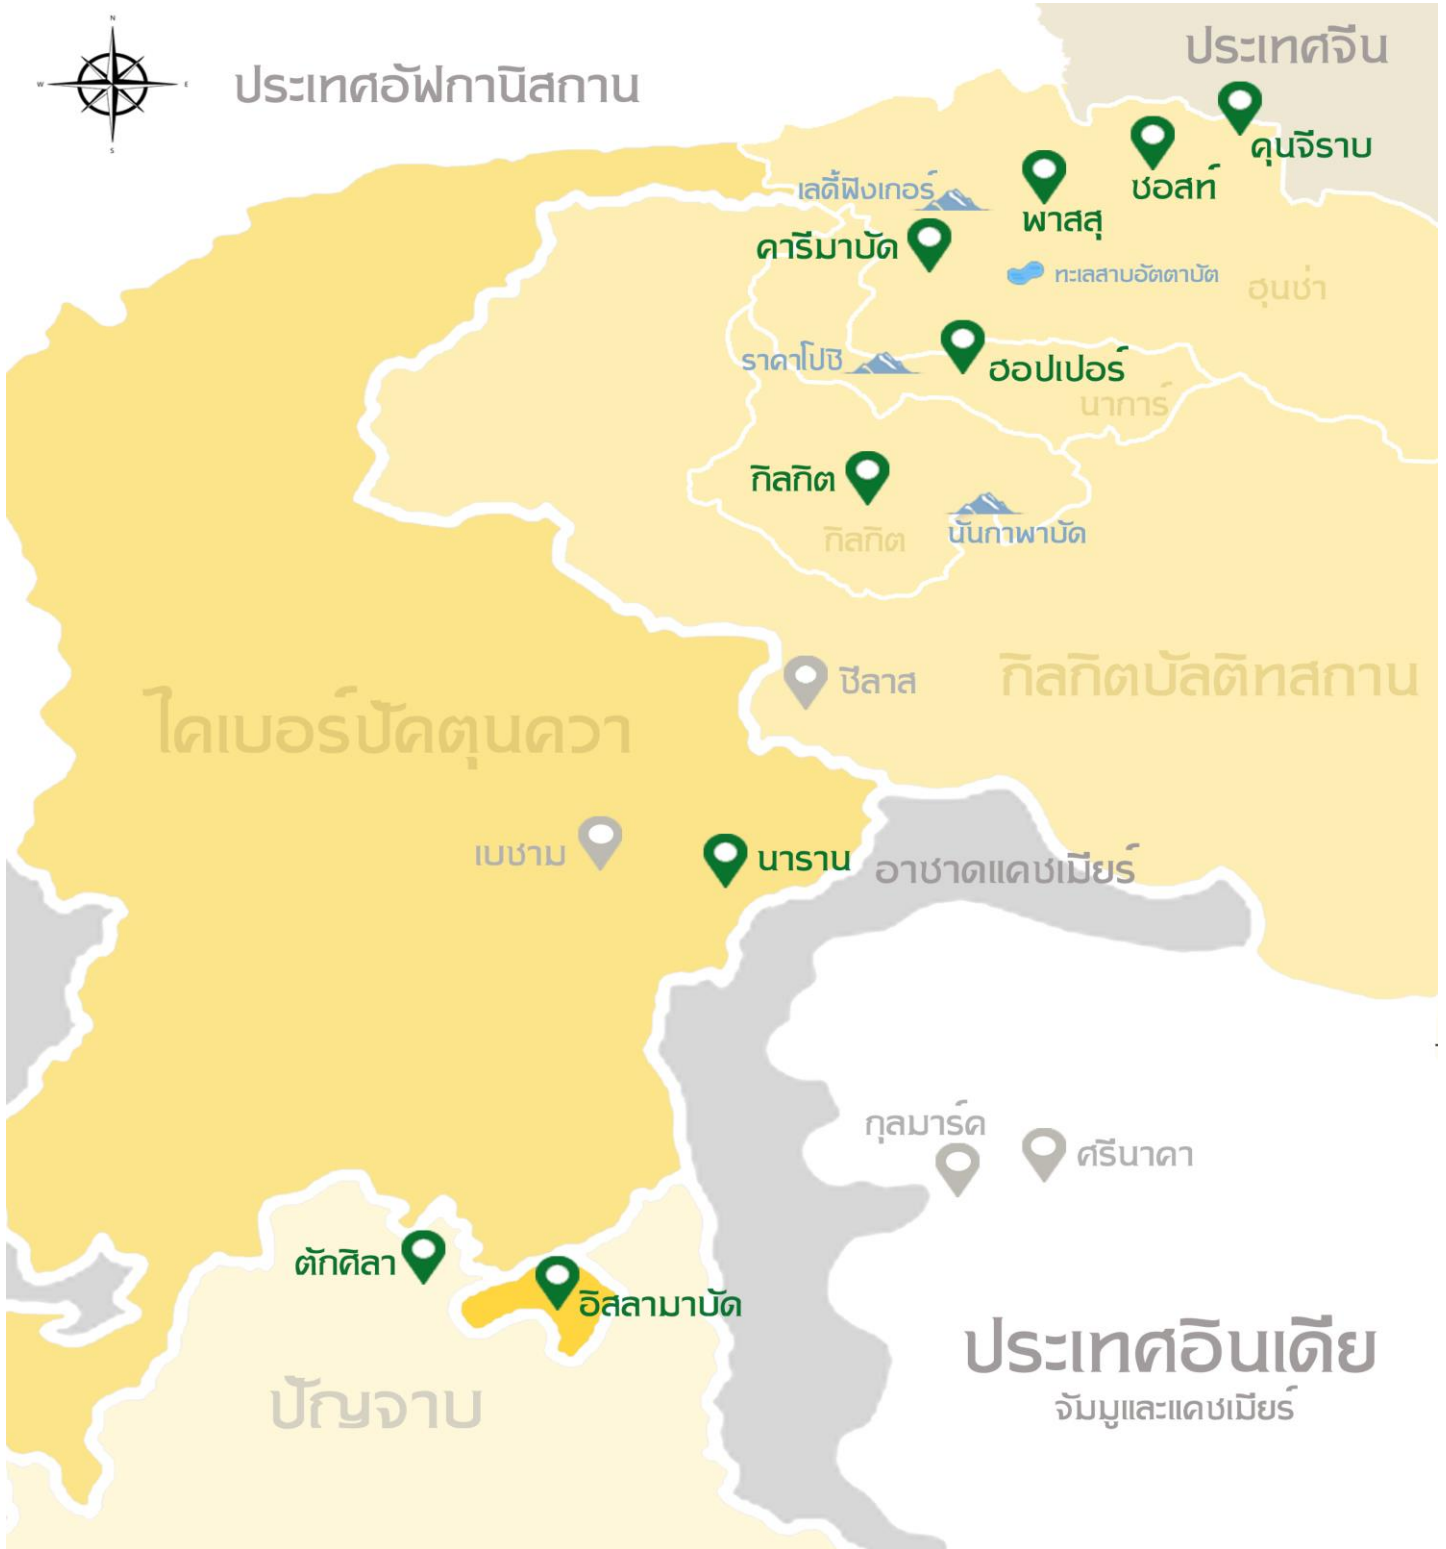 N
W
E
S
ประเทศอัฟกานิสถาน
ประเทศจีน
คุนจีราบ
ซอสท์
เลดี้ฟิงเกอร์
พาสสุ
คารีมาบัด
ทะเลสาบอัตตาบัต
ฮุนซ่า
ราคาโปชิ
ฮอปเปอร์
นาการ์
กิลกิต
นันกาพาบัด
กิลกิต
ชีลาส
กิลกิตบัลติทสถาน
ไคเบอร์ปัคตุนควา
เบชาม
นาราน
อาซาดแคชเมียร์
กุลมาร์ค
ศรีนาคา
ตักศิลา
อิสลามาบัด
ประเทศอินเดีย
จัมมูและแคชเมียร์
ปัญจาบ